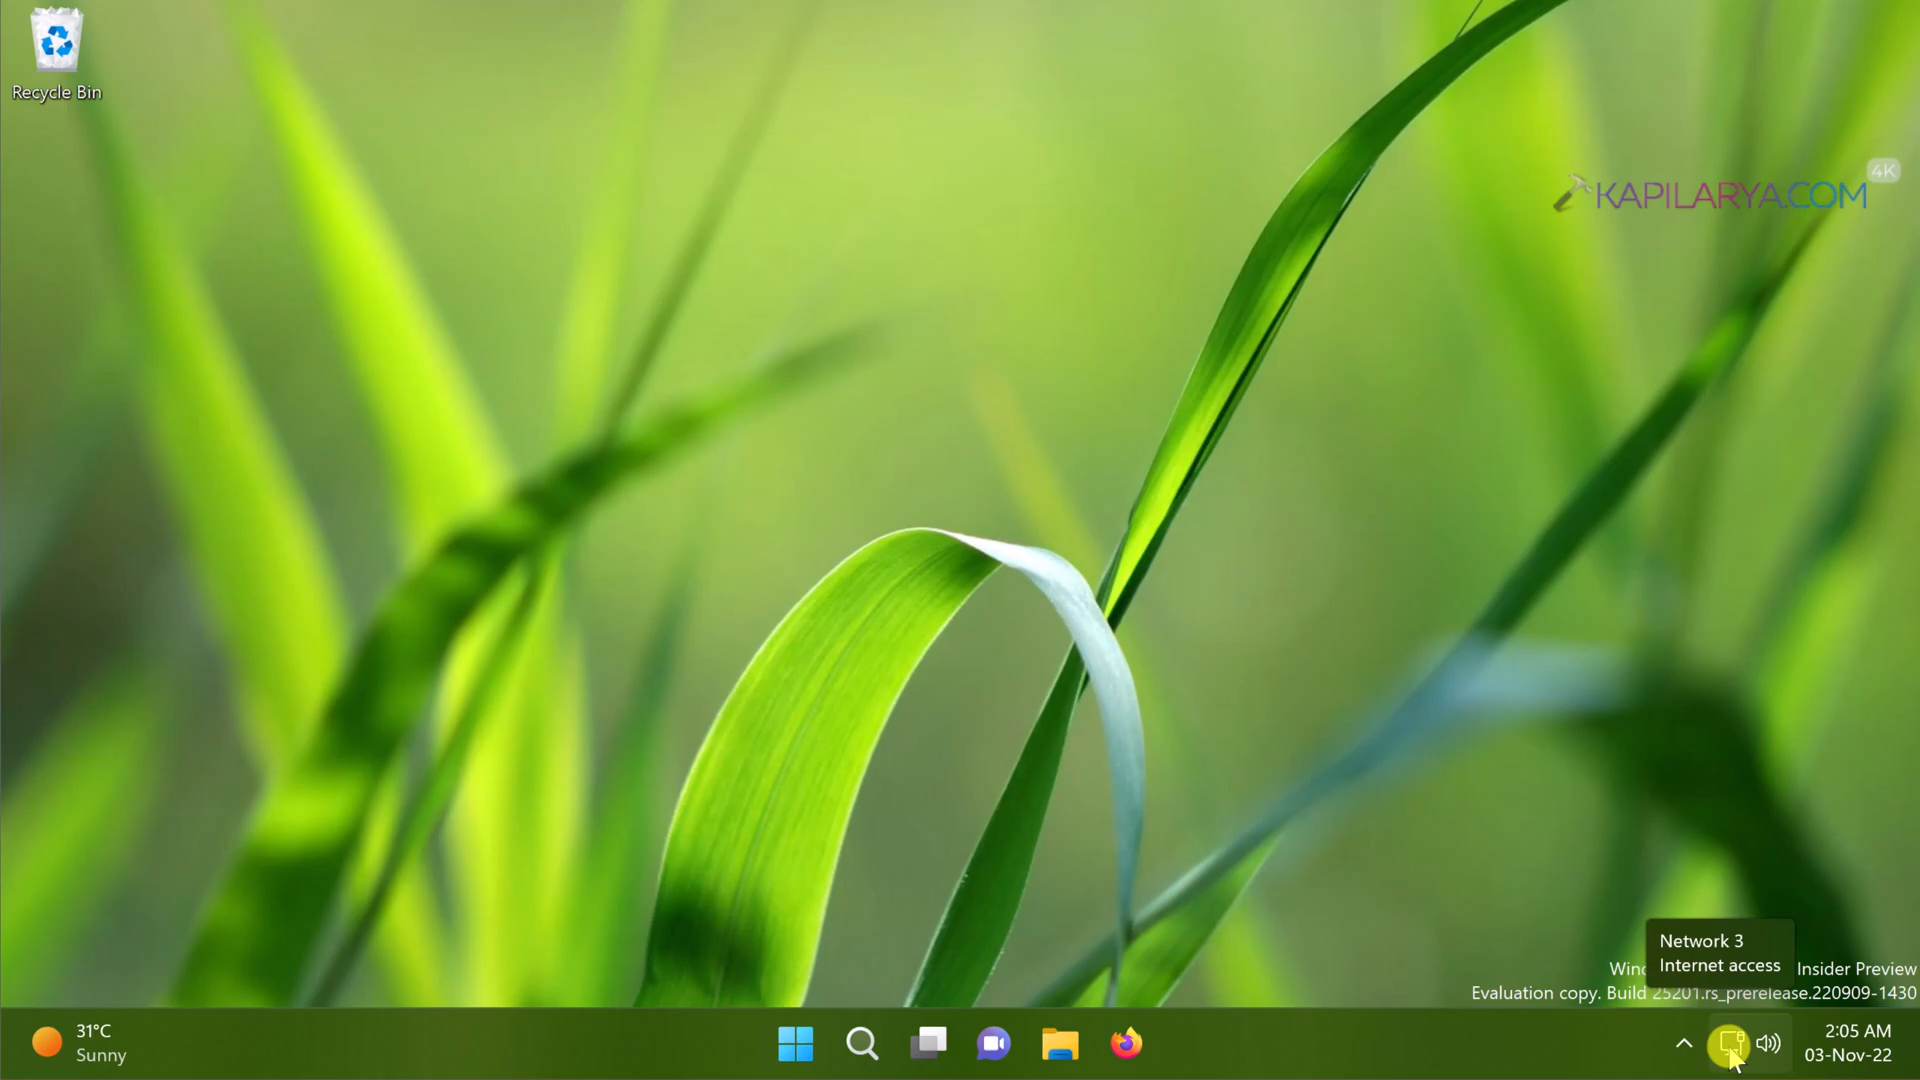 Recycle Bin
4K
KAPILARYA.COM
Network 3
Internet access
Insider Preview
Evaluation copy. Build 25201.rs_prerelease.220909-1430
31°C
Sunny
2:05 AM
03-Nov-22